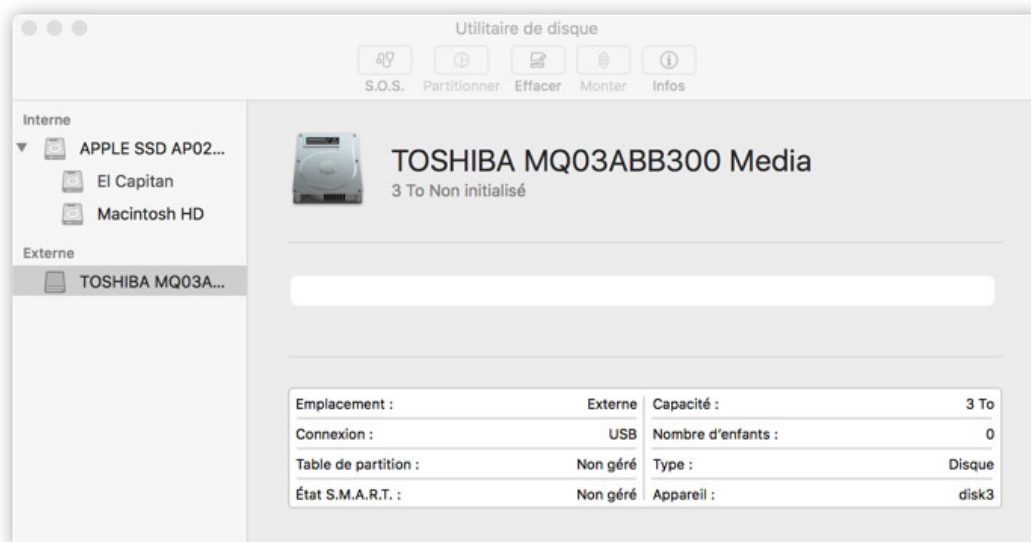 Utilitaire de disque
S.O.S. Partitionner Effacer Monter Infos
Interne
APPLE SSD AP02...
El Capitan
Macintosh HD
Externe
TOSHIBA MQ03A...
TOSHIBA MQ03ABB300 Media
3 To Non initialisé
Emplacement : Externe Capacité : 3 To
Connexion : USB Nombre d'enfants : 0
Table de partition : Non géré Type : Disque
État S.M.A.R.T. : Non géré Appareil : disk3